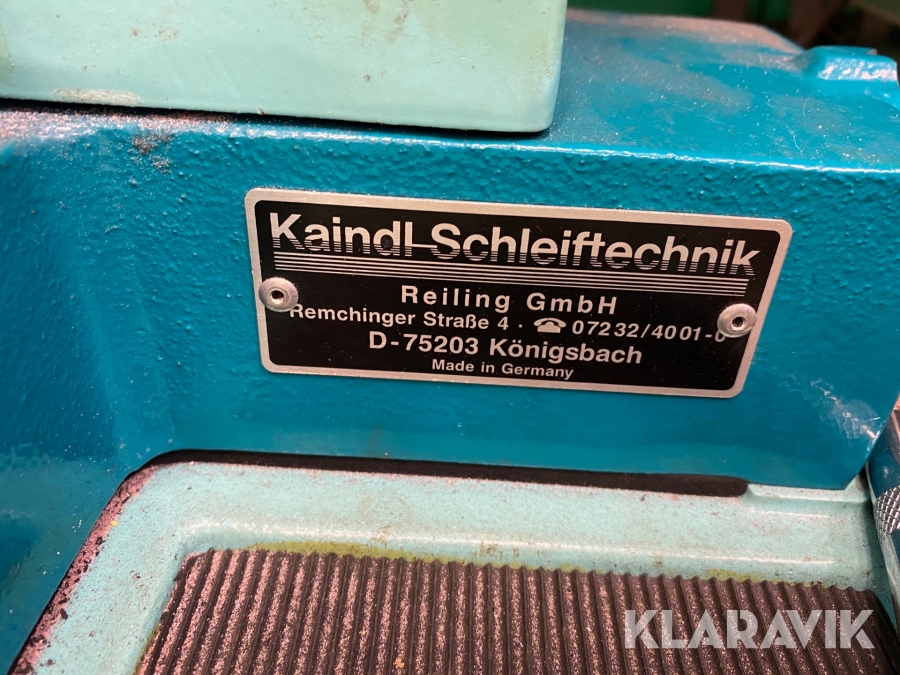 Kaindl-Schleiftechnik
Reiling GmbH
Remchinger Straße 4 · ☎ 07232/4001-0
D-75203 Königsbach
Made in Germany
KLARAVIK